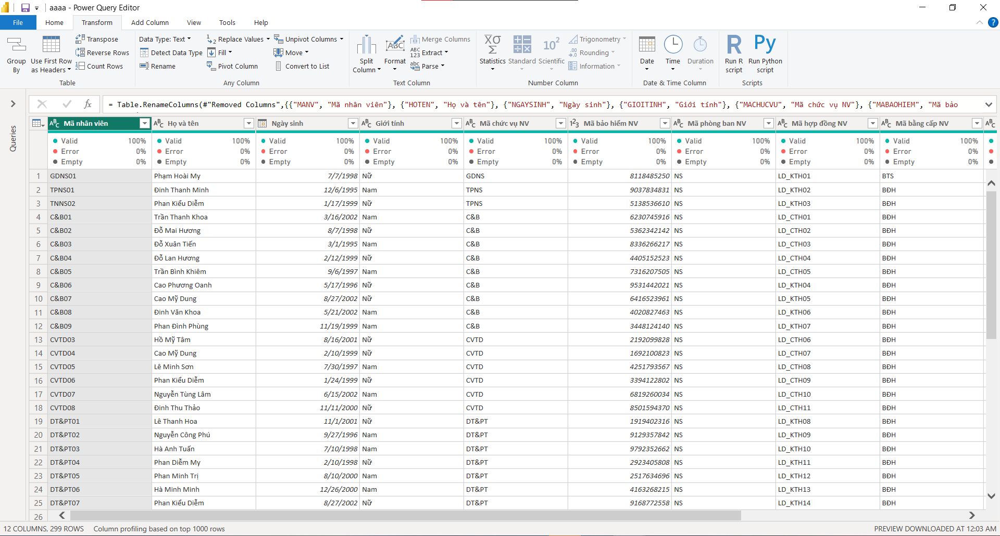 aaaa - Power Query Editor
File Home Transform Add Column View Tools Help
Group By
Use First Row as Headers
Transpose
Reverse Rows
Count Rows
Table
Data Type: Text
Detect Data Type
Rename
Replace Values
Fill
Pivot Column
Unpivot Columns
Move
Convert to List
Any Column
Split Column
Format
Merge Columns
Extract
Parse
Text Column
Statistics
Standard
Scientific
Trigonometry
Rounding
Information
Number Column
Date
Time
Duration
Date & Time Column
Run R script
Run Python script
Scripts
Queries
= Table.RenameColumns(#"Removed Columns",{{"MANV", "Mã nhân viên"}, {"HOTEN", "Họ và tên"}, {"NGAYSINH", "Ngày sinh"}, {"GIOITINH", "Giới tính"}, {"MACHUCVU", "Mã chức vụ NV"}, {"MABAOHIEM", "Mã bảo
Mã nhân viên Họ và tên Ngày sinh Giới tính Mã chức vụ NV Mã bảo hiểm NV Mã phòng ban NV Mã hợp đồng NV Mã bằng cấp NV
Valid 100% Valid 100% Valid 100% Valid 100% Valid 100% Valid 100% Valid 100% Valid 100% Valid 100%
Error 0% Error 0% Error 0% Error 0% Error 0% Error 0% Error 0% Error 0% Error 0%
Empty 0% Empty 0% Empty 0% Empty 0% Empty 0% Empty 0% Empty 0% Empty 0% Empty 0%
1 GDNS01 Phạm Hoài My 7/7/1998 Nữ GDNS 8118485250 NS LD_KTH01 BTS
2 TPNS01 Đinh Thanh Minh 12/6/1995 Nam TPNS 9037834831 NS LD_KTH02 BĐH
3 TNNS02 Phan Kiểu Diễm 1/17/1999 Nữ TPNS 5138536610 NS LD_KTH03 BĐH
4 C&B01 Trần Thanh Khoa 3/16/2002 Nam C&B 6230745916 NS LD_CTH01 BĐH
5 C&B02 Đỗ Mai Hương 8/7/1998 Nữ C&B 5362342142 NS LD_CTH02 BĐH
6 C&B03 Đỗ Xuân Tiến 3/1/1995 Nam C&B 8336266217 NS LD_CTH03 BĐH
7 C&B04 Đỗ Lan Hương 2/12/1999 Nữ C&B 4405152523 NS LD_CTH04 BĐH
8 C&B05 Trần Bình Khiêm 9/6/1997 Nam C&B 7316207505 NS LD_CTH05 BĐH
9 C&B06 Cao Phương Oanh 5/17/1996 Nữ C&B 9531442021 NS LD_KTH04 BĐH
10 C&B07 Cao Mỹ Dung 8/27/2002 Nữ C&B 6416523961 NS LD_KTH05 BĐH
11 C&B08 Đinh Văn Khoa 5/21/2002 Nam C&B 4020827463 NS LD_KTH06 BĐH
12 C&B09 Phan Đình Phùng 11/19/1999 Nam C&B 3448124140 NS LD_KTH07 BĐH
13 CVTD03 Hồ Mỹ Tâm 8/16/2001 Nữ CVTD 2192099828 NS LD_CTH06 BĐH
14 CVTD04 Cao Mỹ Dung 2/10/1999 Nữ CVTD 1692100823 NS LD_CTH07 BĐH
15 CVTD05 Lê Minh Sơn 7/30/1997 Nam CVTD 4251793567 NS LD_CTH08 BĐH
16 CVTD06 Phan Kiểu Diễm 1/24/1999 Nữ CVTD 3394122802 NS LD_CTH09 BĐH
17 CVTD07 Nguyễn Tùng Lâm 6/15/2002 Nam CVTD 6819260034 NS LD_CTH10 BĐH
18 CVTD08 Đinh Thu Thảo 11/11/2000 Nữ CVTD 8501594370 NS LD_CTH11 BĐH
19 DT&PT01 Lê Thanh Hoa 11/1/2001 Nữ DT&PT 1919402316 NS LD_KTH08 BĐH
20 DT&PT02 Nguyễn Công Phú 9/27/1996 Nam DT&PT 9129357842 NS LD_KTH09 BĐH
21 DT&PT03 Hà Anh Tuấn 7/10/1998 Nam DT&PT 9792352662 NS LD_KTH10 BĐH
22 DT&PT04 Phan Diễm My 2/10/1998 Nữ DT&PT 2923405808 NS LD_KTH11 BĐH
23 DT&PT05 Phan Minh Trị 8/10/2000 Nam DT&PT 2517634696 NS LD_KTH12 BĐH
24 DT&PT06 Hà Minh Minh 12/26/2000 Nam DT&PT 4163268215 NS LD_KTH13 BĐH
25 DT&PT07 Phan Kiểu Diễm 8/27/2002 Nữ DT&PT 9168772558 NS LD_KTH14 BĐH
26
12 COLUMNS, 299 ROWS Column profiling based on top 1000 rows PREVIEW DOWNLOADED AT 12:03 AM